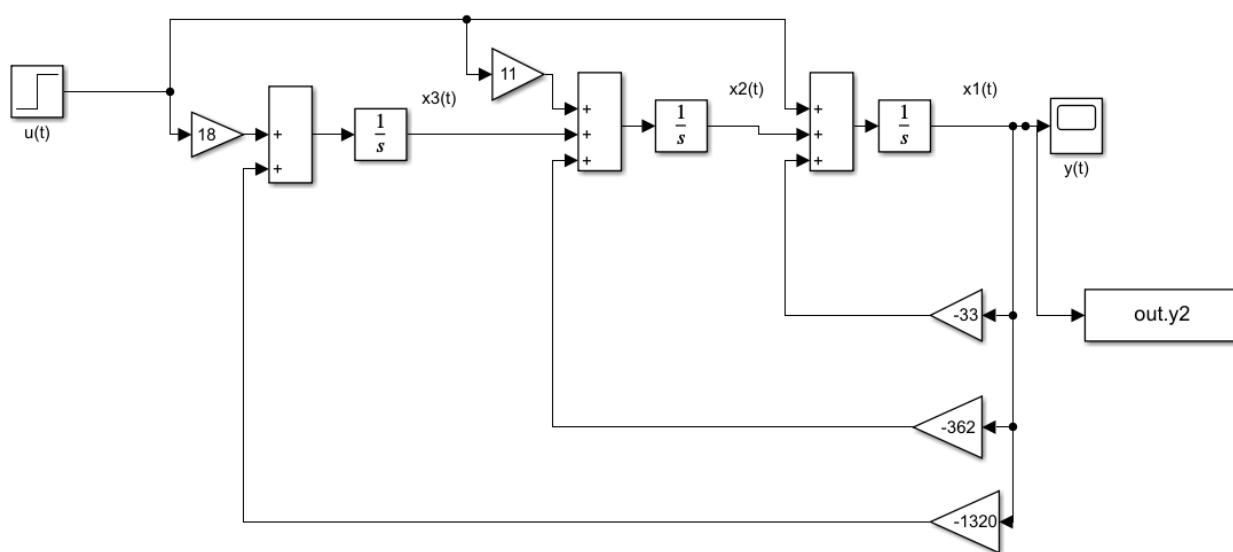 u(t)
18
+
+
1
s
x3(t)
11
+
+
+
1
s
x2(t)
+
+
+
1
s
x1(t)
y(t)
-33
out.y2
-362
-1320